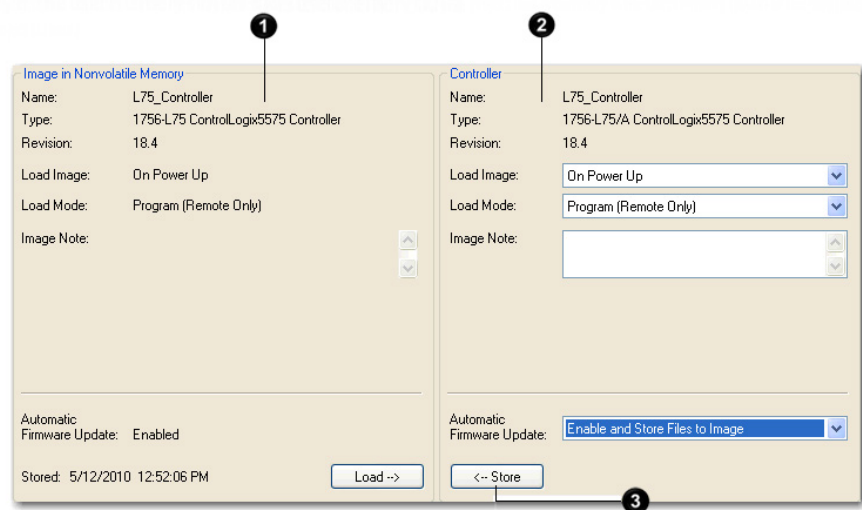 1
2
Image in Nonvolatile Memory
Name: L75_Controller
Type: 1756-L75 ControlLogix5575 Controller
Revision: 18.4
Load Image: On Power Up
Load Mode: Program (Remote Only)
Image Note:
Automatic
Firmware Update: Enabled
Stored: 5/12/2010 12:52:06 PM
Load -->
Controller
Name: L75_Controller
Type: 1756-L75/A ControlLogix5575 Controller
Revision: 18.4
Load Image: On Power Up
Load Mode: Program (Remote Only)
Image Note:
Automatic
Firmware Update: Enable and Store Files to Image
<-- Store
3